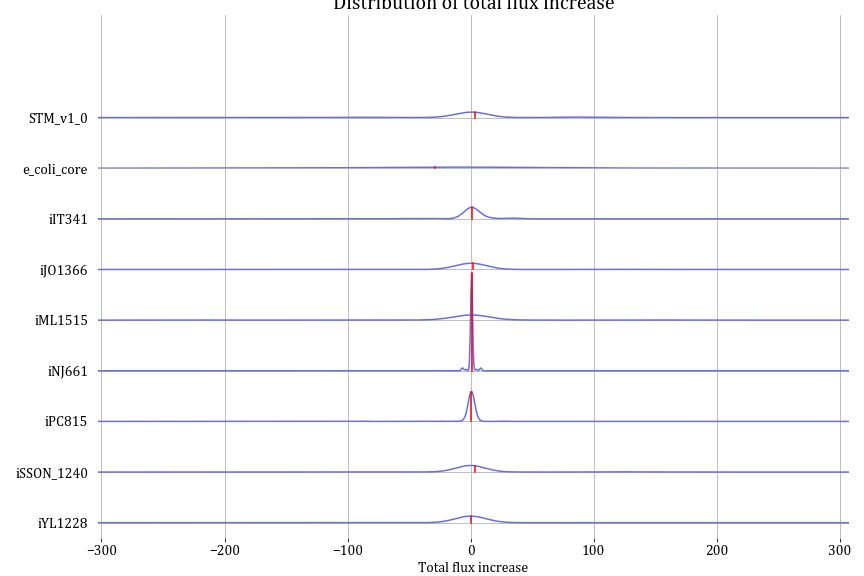 Distribution of total flux increase
STM_v1_0
e_coli_core
iIT341
iJO1366
iML1515
iNJ661
iPC815
iSSON_1240
iYL1228
−300 −200 −100 0 100 200 300
Total flux increase